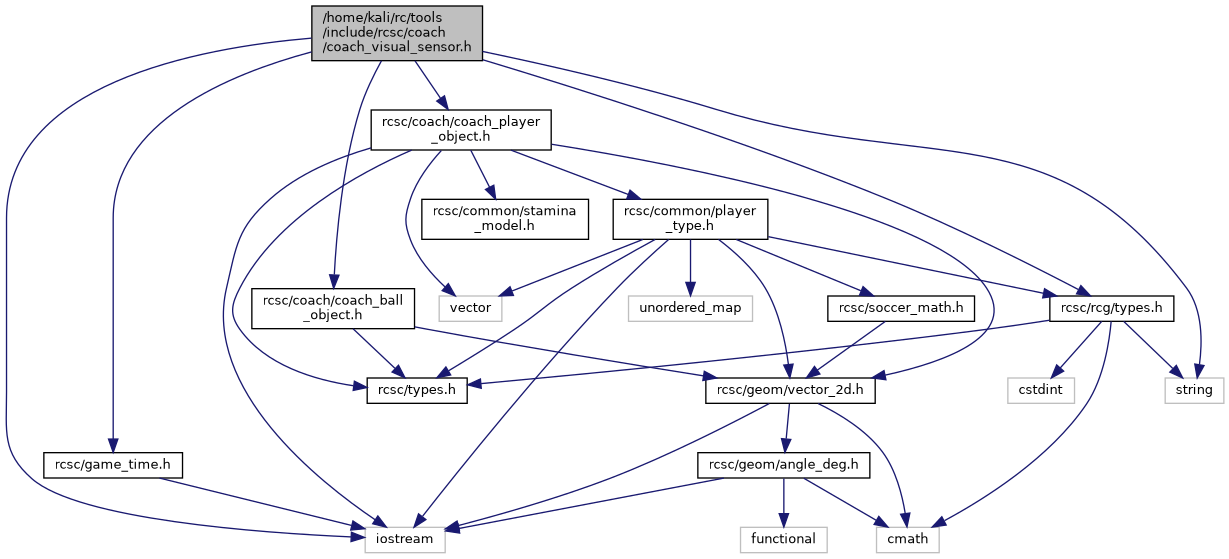 /home/kali/rc/tools
/include/rcsc/coach
/coach_visual_sensor.h
rcsc/coach/coach_player
_object.h
rcsc/common/stamina
_model.h
rcsc/common/player
_type.h
rcsc/coach/coach_ball
_object.h
vector
unordered_map
rcsc/soccer_math.h
rcsc/rcg/types.h
rcsc/types.h
rcsc/geom/vector_2d.h
cstdint
string
rcsc/game_time.h
rcsc/geom/angle_deg.h
iostream
functional
cmath